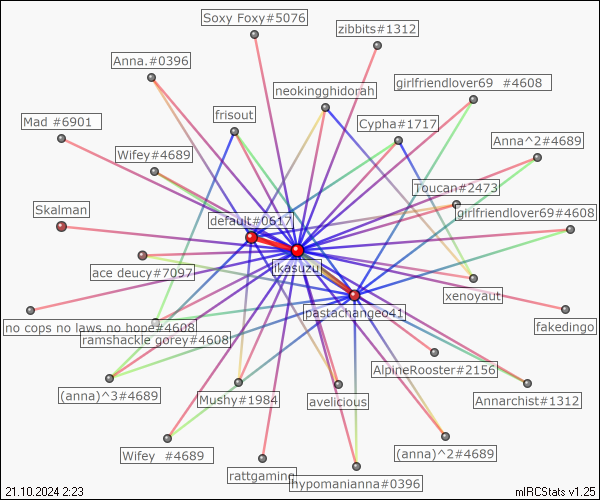 Soxy Foxy#5076
zibbits#1312
Anna.#0396
neokingghidorah
girlfriendlover69 #4608
frisout
Mad #6901
Cypha#1717
Anna^2#4689
Wifey#4689
Toucan#2473
Skalman
default#0617
girlfriendlover69#4608
ace deucy#7097
jikasuzu
xenoyaut
no cops no laws no hope#4608
pastachangeo41
fakedingo
ramshackle gorey#4608
AlpineRooster#2156
(anna)^3#4689
Mushy#1984
avelicious
Annarchist#1312
Wifey #4689
(anna)^2#4689
rattgaming
hypomanianna#0396
21.10.2024 2:23
mIRCStats v1.25